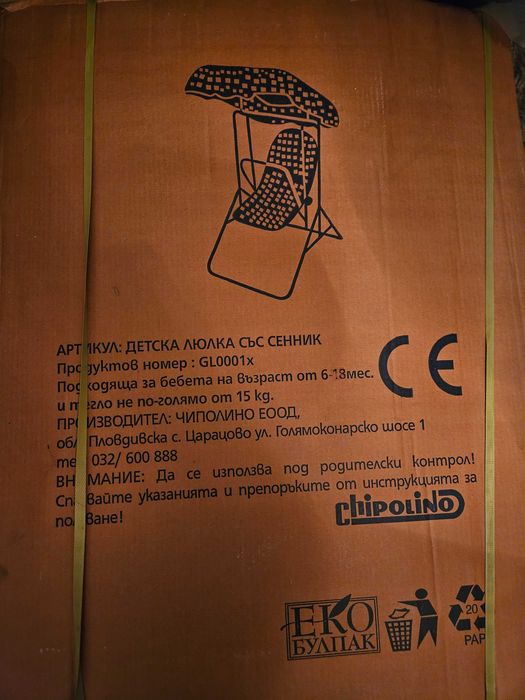 АРТИКУЛ: ДЕТСКА ЛЮЛКА СЪС СЕННИК
Продуктов номер : GL0001x
Подходяща за бебета на възраст от 6-18мес.
и тегло не по-голямо от 15 kg.
ПРОИЗВОДИТЕЛ: ЧИПОЛИНО ЕООД,
обл. Пловдивска с. Царацово ул. Голямоконарско шосе 1
тел. 032/ 600 888
ВНИМАНИЕ: Да се използва под родителски контрол!
Спазвайте указанията и препоръките от инструкцията за
ползване!
CE
Chipolino
ЕКО
БУЛПАК
20
PAP